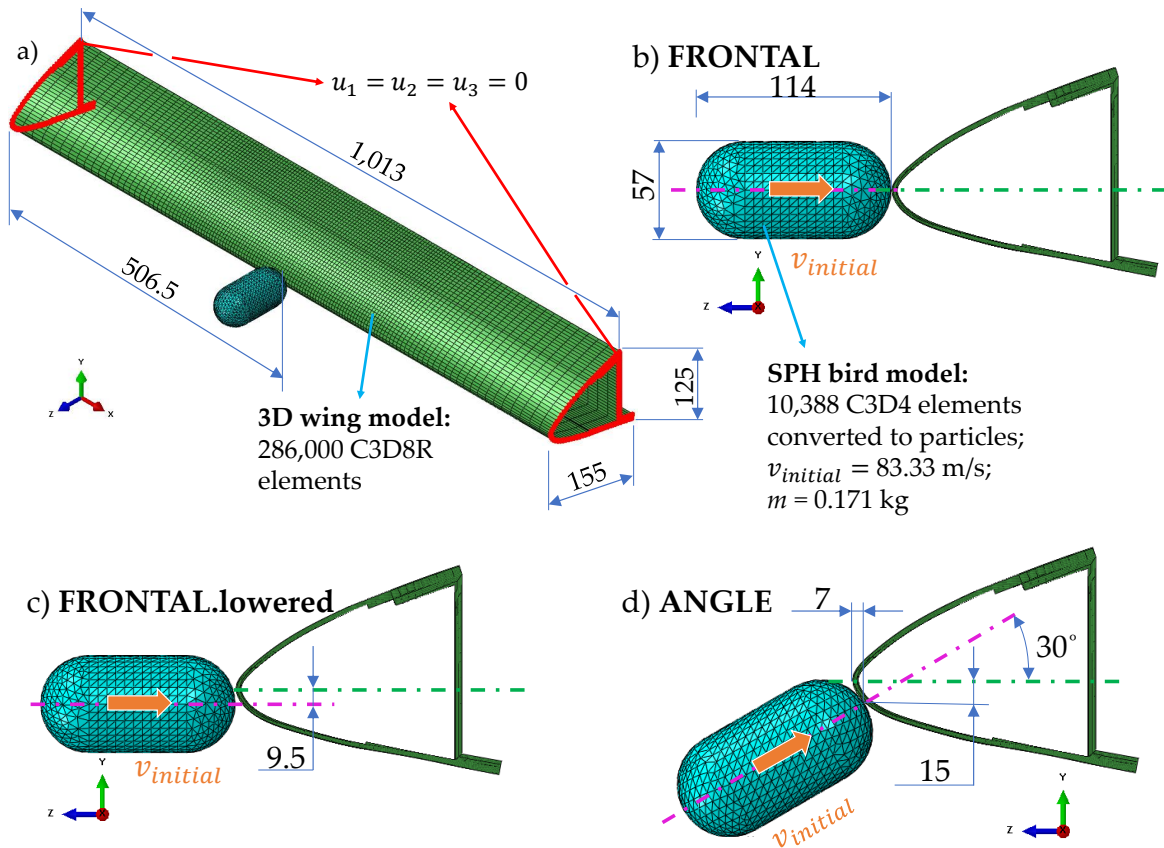 a)
u₁ = u₂ = u₃ = 0
1,013
506.5
125
155
3D wing model:
286,000 C3D8R
elements
Y
Z
X
b) FRONTAL
114
57
v_initial
Y
Z
X
SPH bird model:
10,388 C3D4 elements
converted to particles;
v_initial = 83.33 m/s;
m = 0.171 kg
c) FRONTAL.lowered
9.5
v_initial
Y
Z
X
d) ANGLE
7
30°
15
v_initial
Y
Z
X